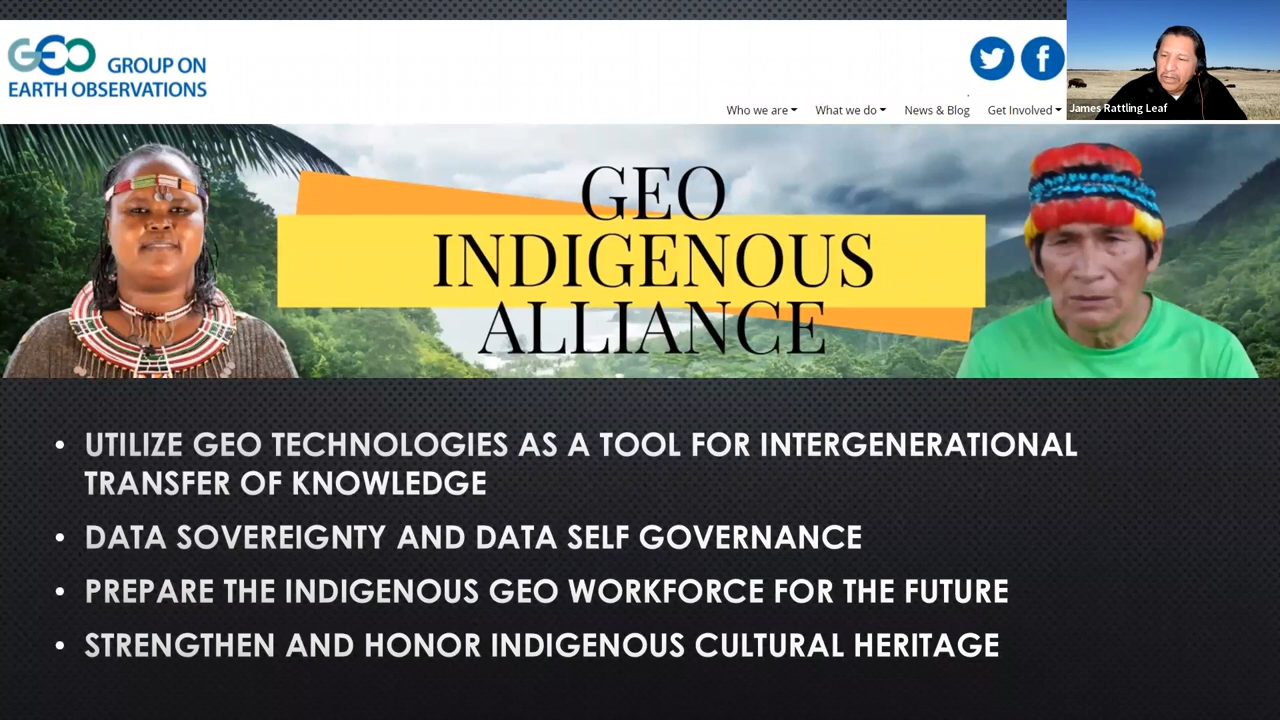 GEO GROUP ON
EARTH OBSERVATIONS
Who we are What we do News & Blog Get Involved
James Rattling Leaf
GEO
INDIGENOUS
ALLIANCE
• UTILIZE GEO TECHNOLOGIES AS A TOOL FOR INTERGENERATIONAL
TRANSFER OF KNOWLEDGE
• DATA SOVEREIGNTY AND DATA SELF GOVERNANCE
• PREPARE THE INDIGENOUS GEO WORKFORCE FOR THE FUTURE
• STRENGTHEN AND HONOR INDIGENOUS CULTURAL HERITAGE